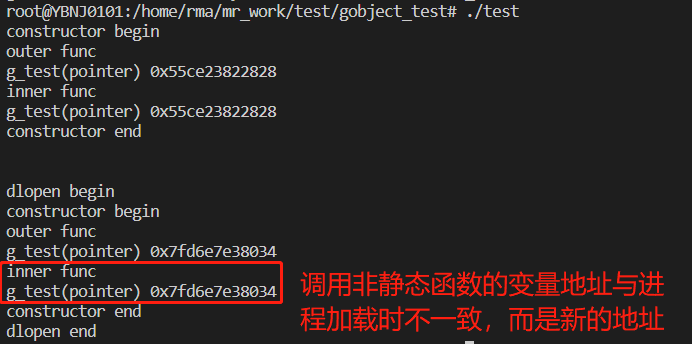 root@YBNJ0101:/home/rma/mr_work/test/gobject_test# ./test
constructor begin
outer func
g_test(pointer) 0x55ce23822828
inner func
g_test(pointer) 0x55ce23822828
constructor end
dlopen begin
constructor begin
outer func
g_test(pointer) 0x7fd6e7e38034
inner func
g_test(pointer) 0x7fd6e7e38034
constructor end
dlopen end
调用非静态函数的变量地址与进
程加载时不一致，而是新的地址